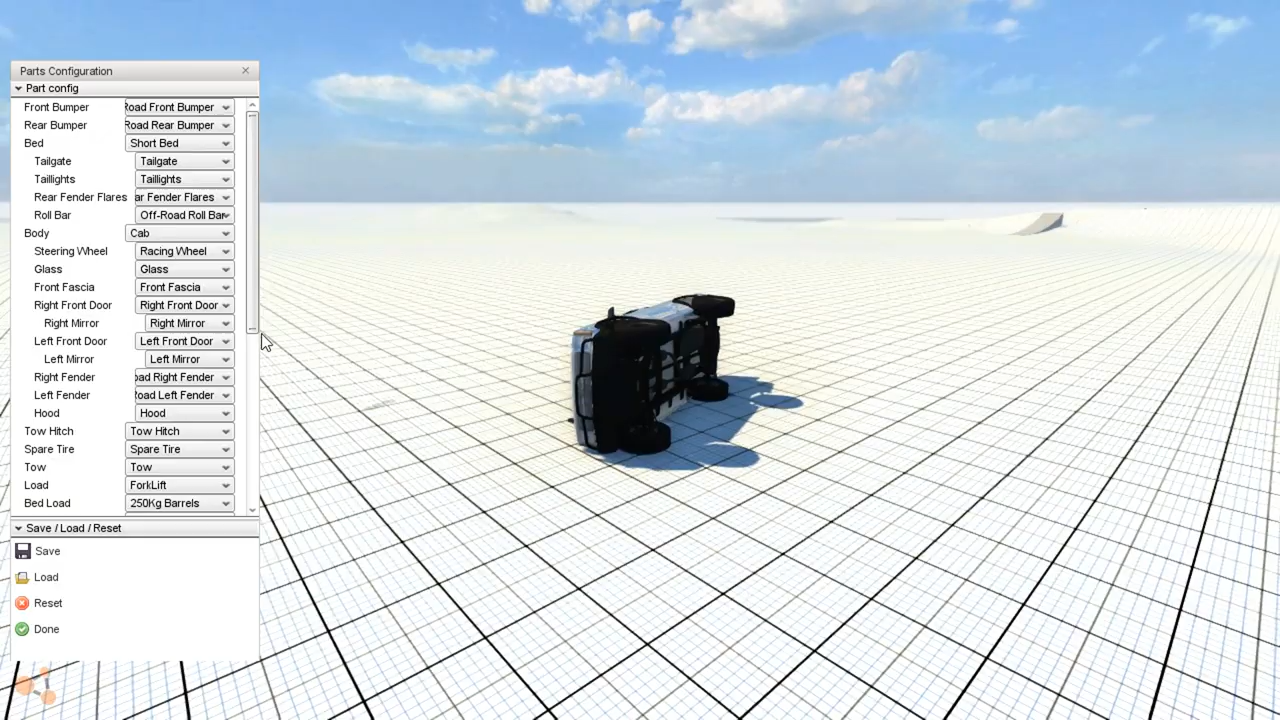 Parts Configuration
Part config
Front Bumper Road Front Bumper
Rear Bumper Road Rear Bumper
Bed Short Bed
Tailgate Tailgate
Taillights Taillights
Rear Fender Flares ar Fender Flares
Roll Bar Off-Road Roll Bar
Body Cab
Steering Wheel Racing Wheel
Glass Glass
Front Fascia Front Fascia
Right Front Door Right Front Door
Right Mirror Right Mirror
Left Front Door Left Front Door
Left Mirror Left Mirror
Right Fender oad Right Fender
Left Fender Road Left Fender
Hood Hood
Tow Hitch Tow Hitch
Spare Tire Spare Tire
Tow Tow
Load ForkLift
Bed Load 250Kg Barrels
Save / Load / Reset
Save
Load
Reset
Done